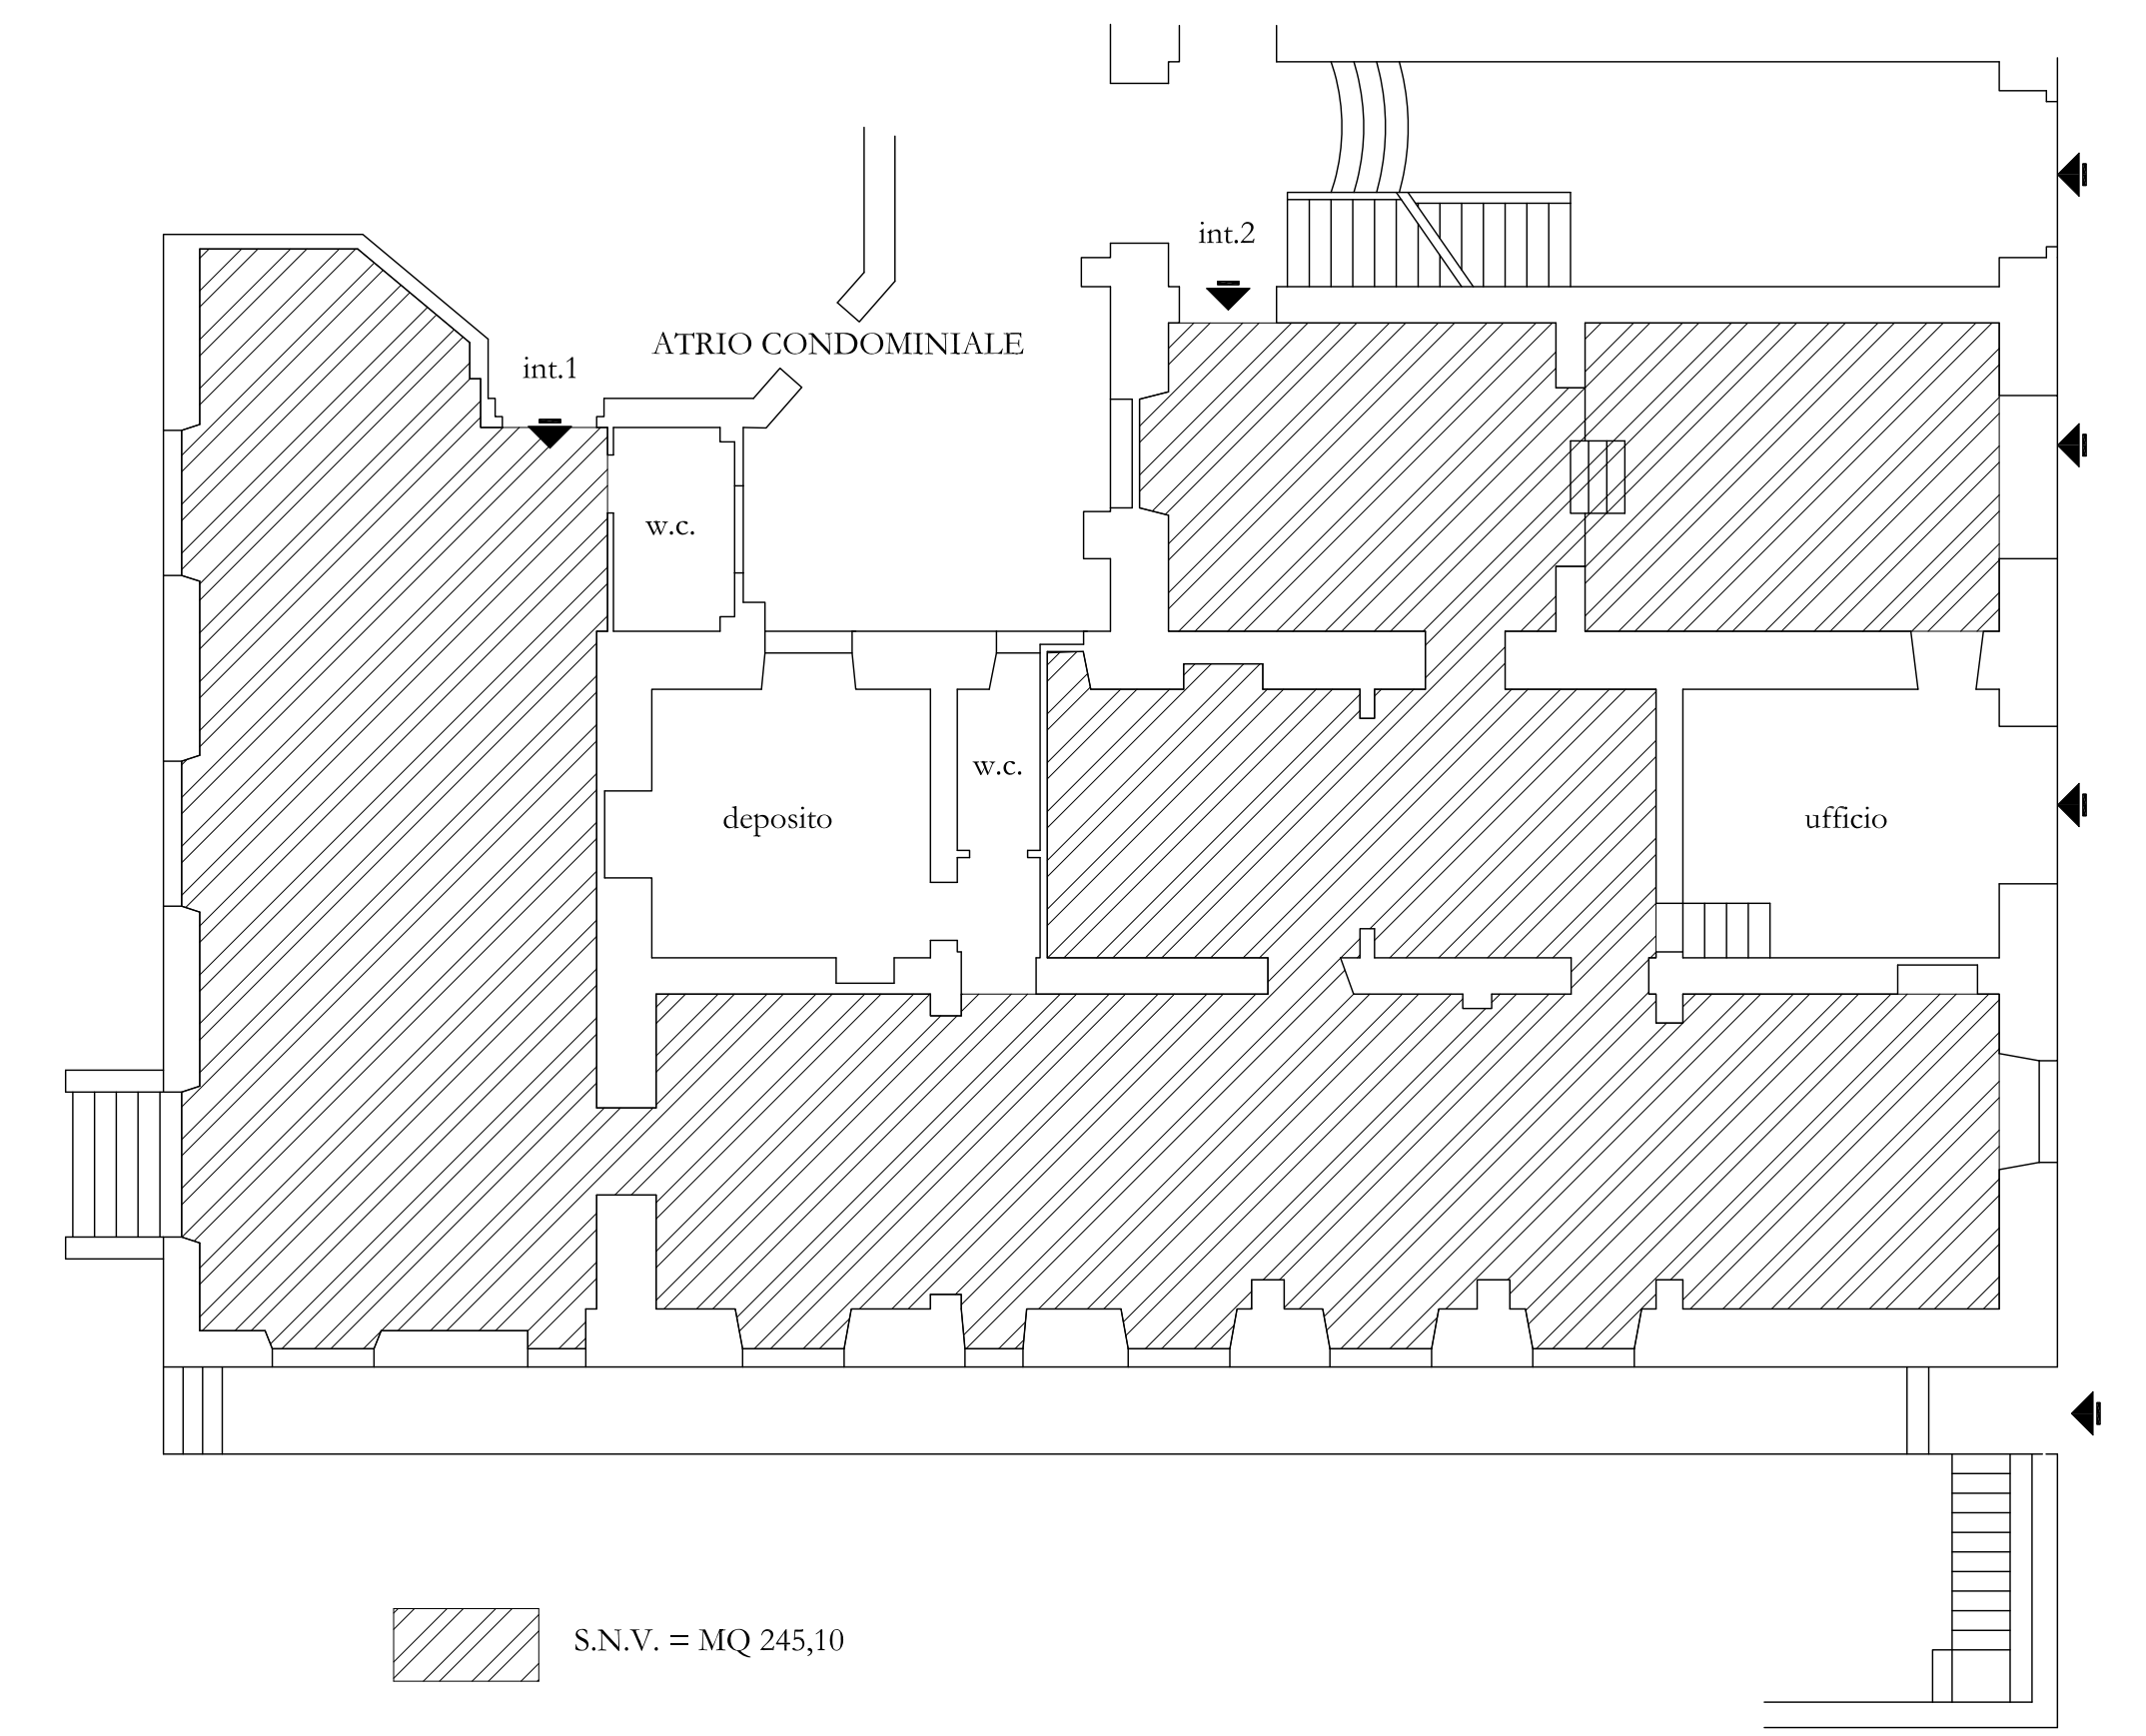 int.2
ATRIO CONDOMINIALE
int.1
w.c.
w.c.
deposito
ufficio
S.N.V. = MQ 245,10